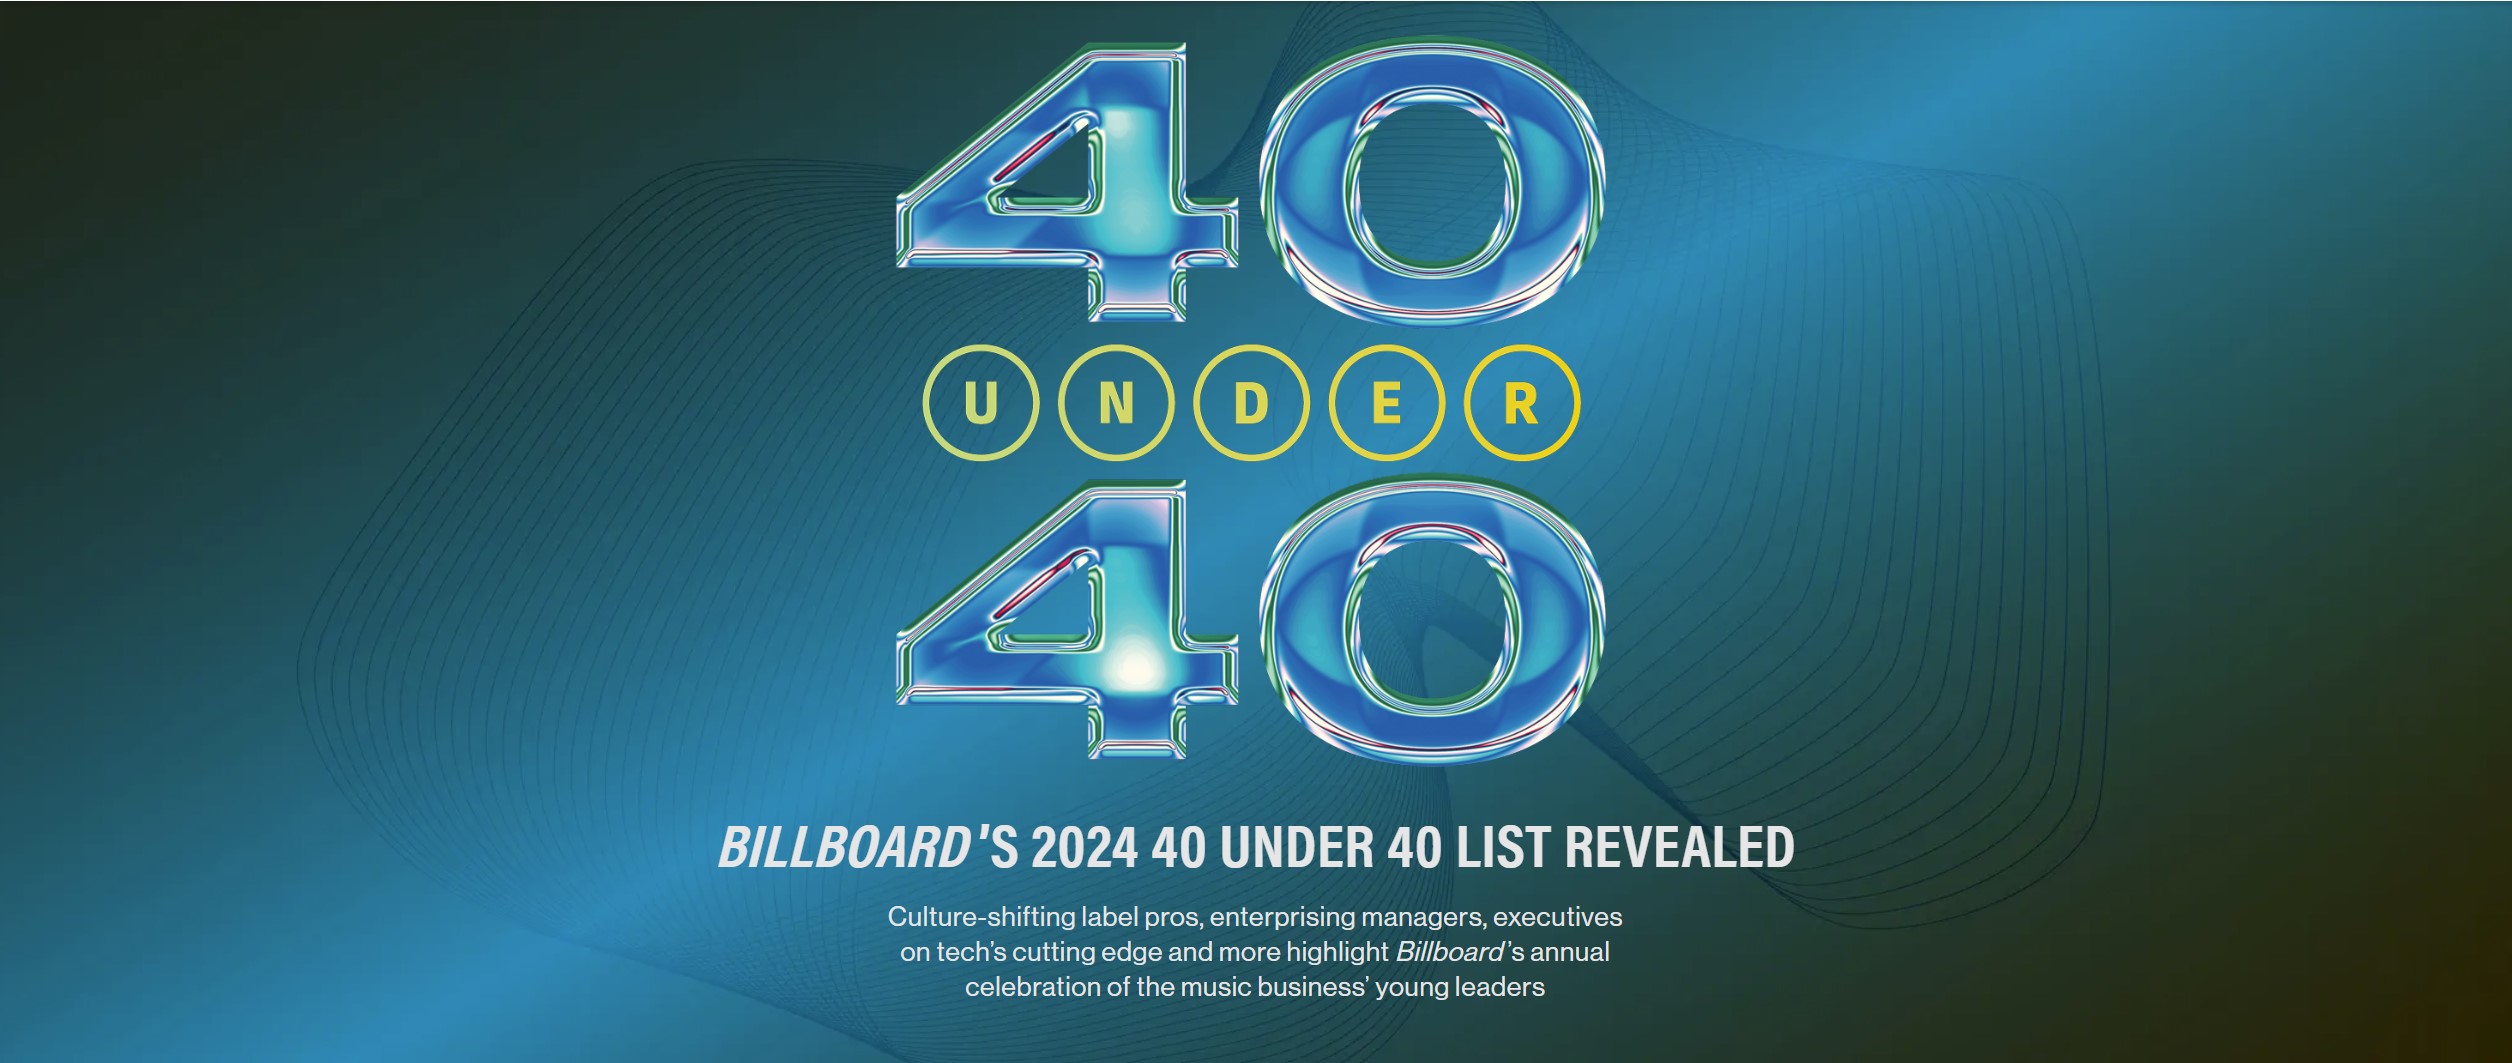 40
UNDER
40
BILLBOARD'S 2024 40 UNDER 40 LIST REVEALED
Culture-shifting label pros, enterprising managers, executives
on tech’s cutting edge and more highlight Billboard’s annual
celebration of the music business’ young leaders